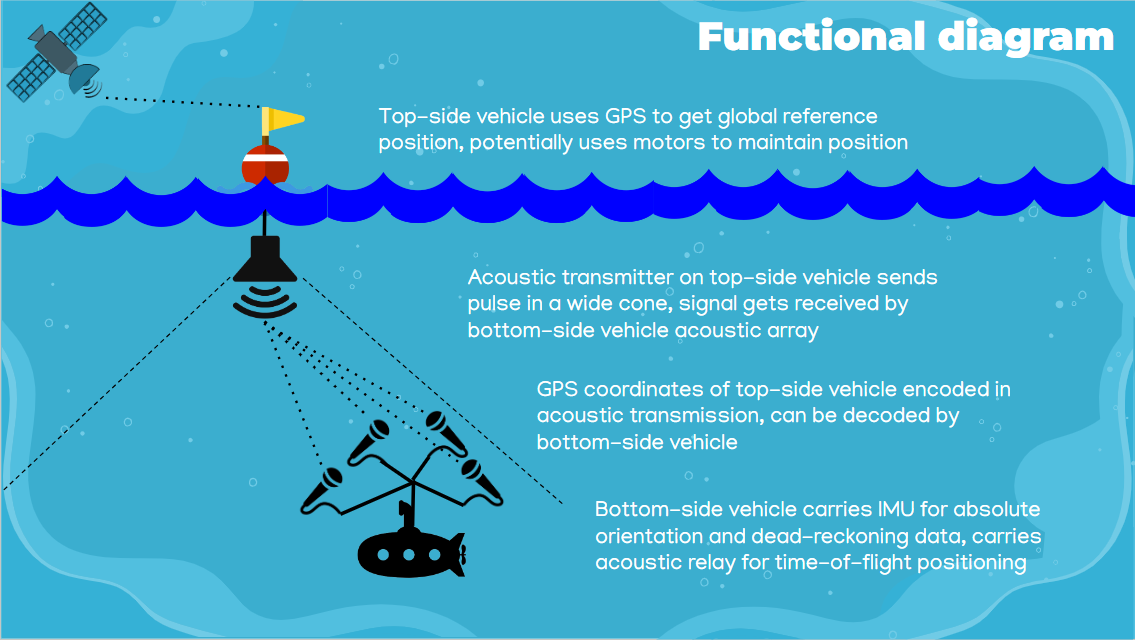 Functional diagram
Top-side vehicle uses GPS to get global reference
position, potentially uses motors to maintain position
Acoustic transmitter on top-side vehicle sends
pulse in a wide cone, signal gets received by
bottom-side vehicle acoustic array
GPS coordinates of top-side vehicle encoded in
acoustic transmission, can be decoded by
bottom-side vehicle
Bottom-side vehicle carries IMU for absolute
orientation and dead-reckoning data, carries
acoustic relay for time-of-flight positioning